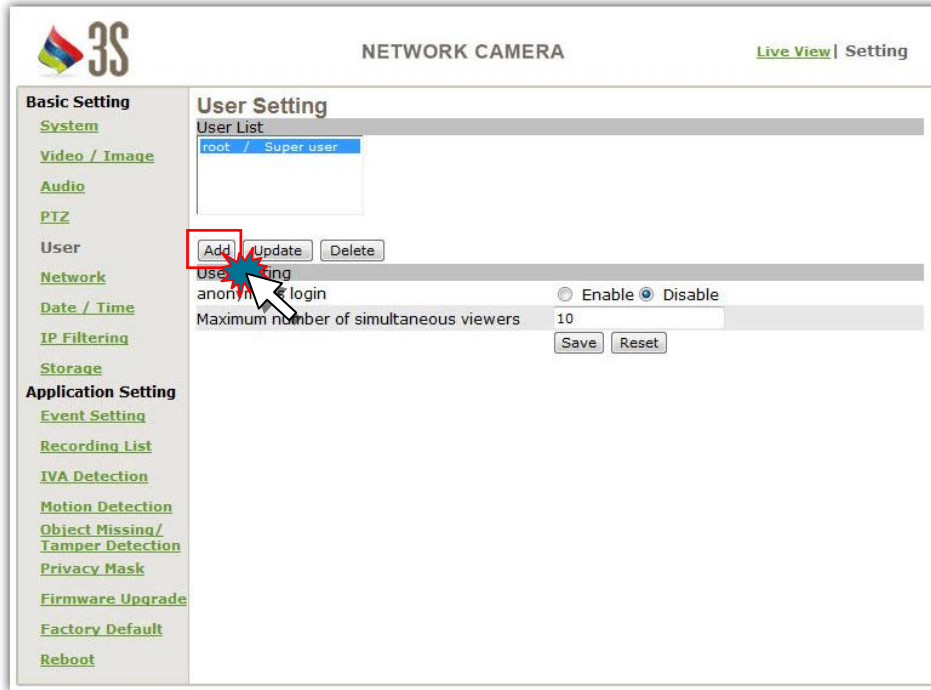 3S
NETWORK CAMERA
Live View| Setting
Basic Setting
System
Video / Image
Audio
PTZ
User
Network
Date / Time
IP Filtering
Storage
Application Setting
Event Setting
Recording List
IVA Detection
Motion Detection
Object Missing/
Tamper Detection
Privacy Mask
Firmware Upgrade
Factory Default
Reboot
User Setting
User List
root / Super user
Add Update Delete
login
Enable Disable
Maximum number of simultaneous viewers 10
Save Reset